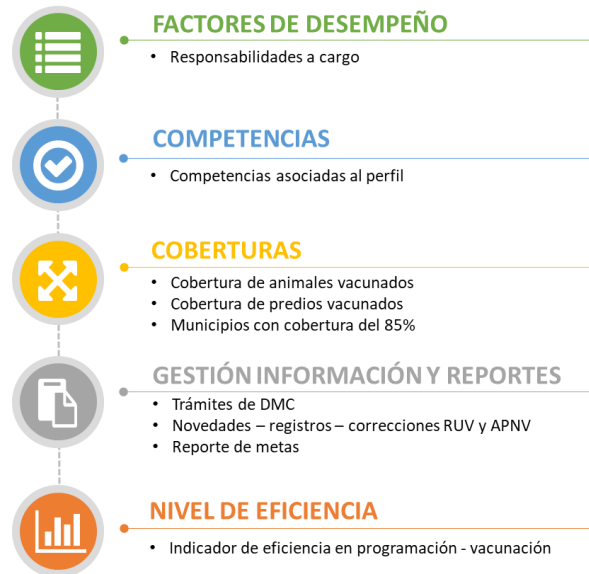 FACTORES DE DESEMPEÑO
• Responsabilidades a cargo
COMPETENCIAS
• Competencias asociadas al perfil
COBERTURAS
• Cobertura de animales vacunados
• Cobertura de predios vacunados
• Municipios con cobertura del 85%
GESTIÓN INFORMACIÓN Y REPORTES
• Trámites de DMC
• Novedades – registros – correcciones RUV y APNV
• Reporte de metas
NIVEL DE EFICIENCIA
• Indicador de eficiencia en programación - vacunación